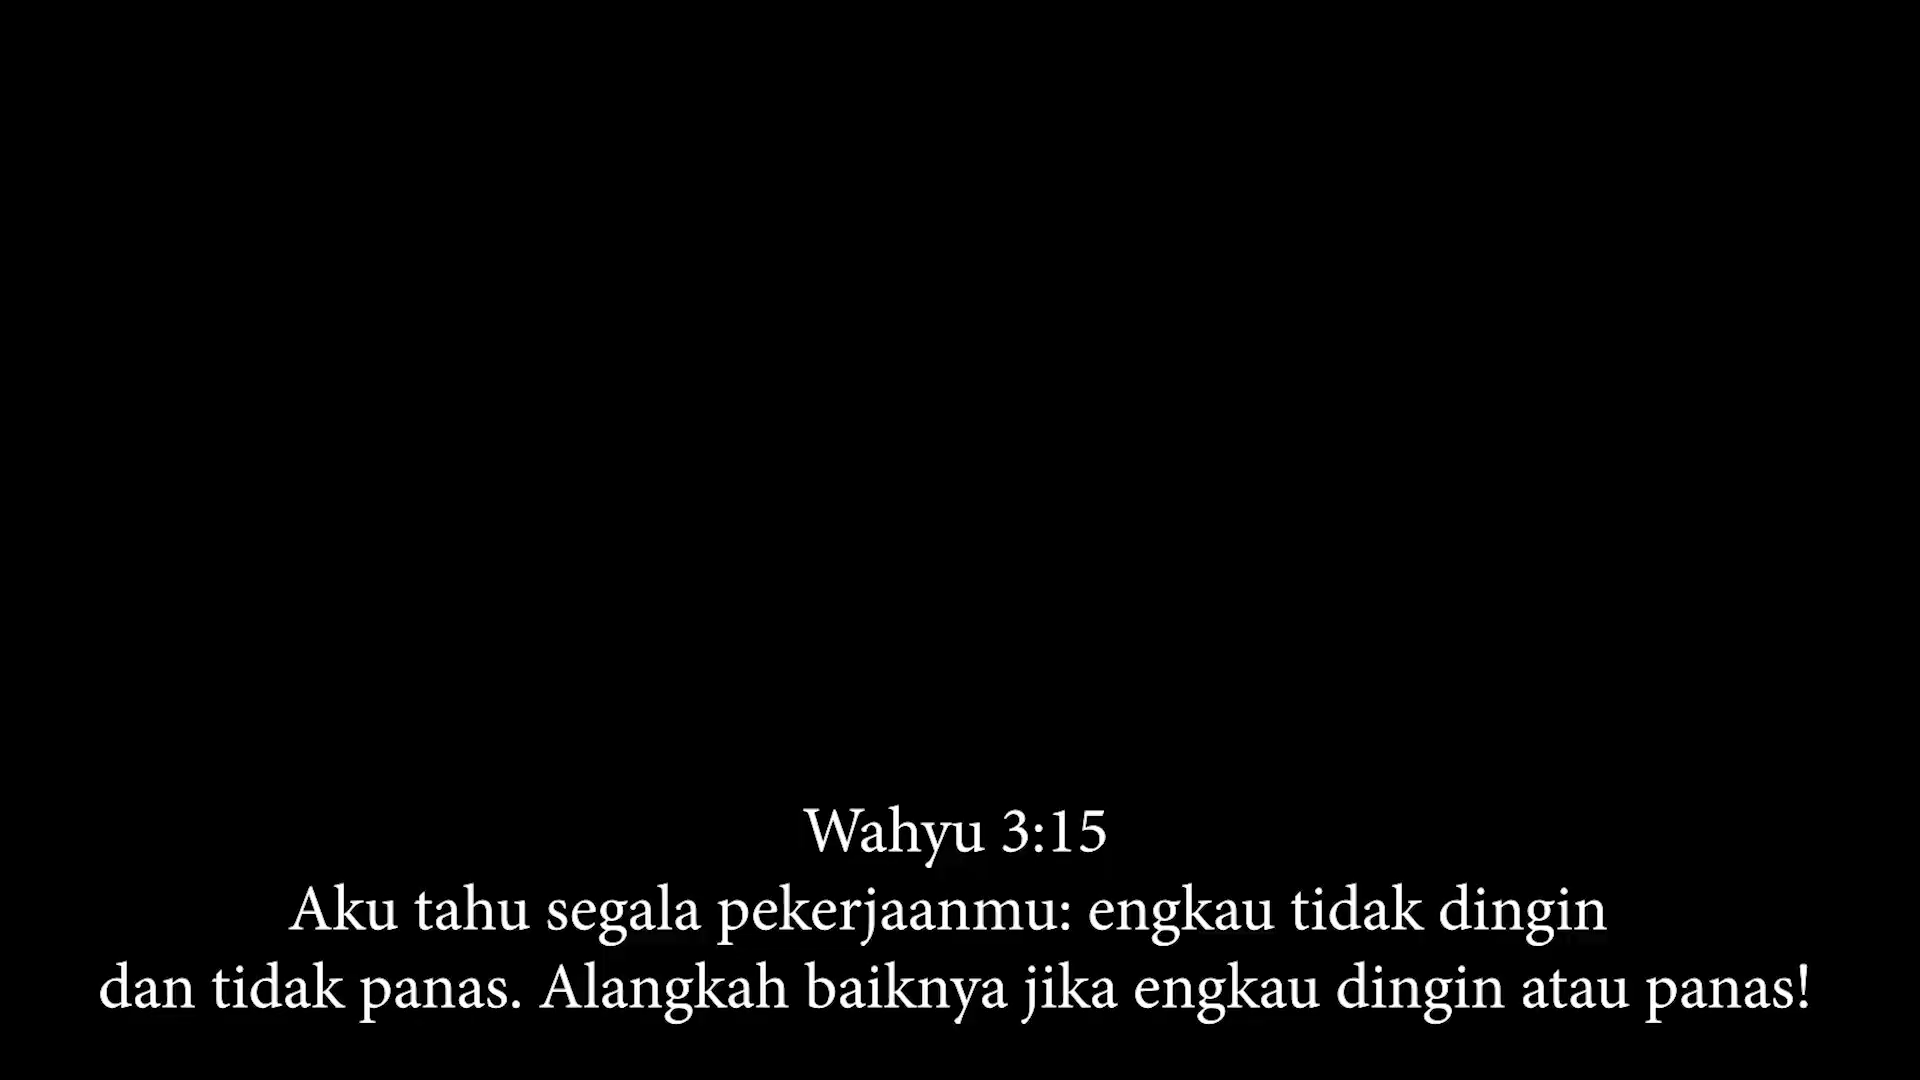 Wahyu 3:15
Aku tahu segala pekerjaanmu: engkau tidak dingin
dan tidak panas. Alangkah baiknya jika engkau dingin atau panas!